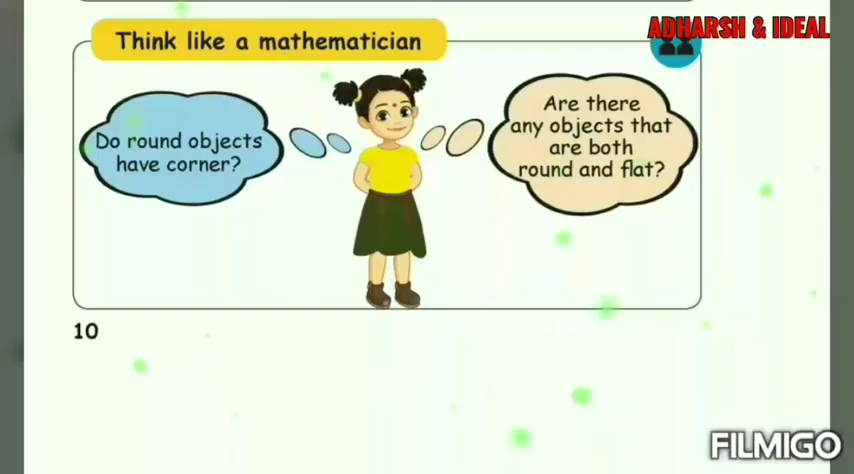 Think like a mathematician
ADHARSH & IDEAL
Do round objects
have corner?
Are there
any objects that
are both
round and flat?
10
FILMIGO